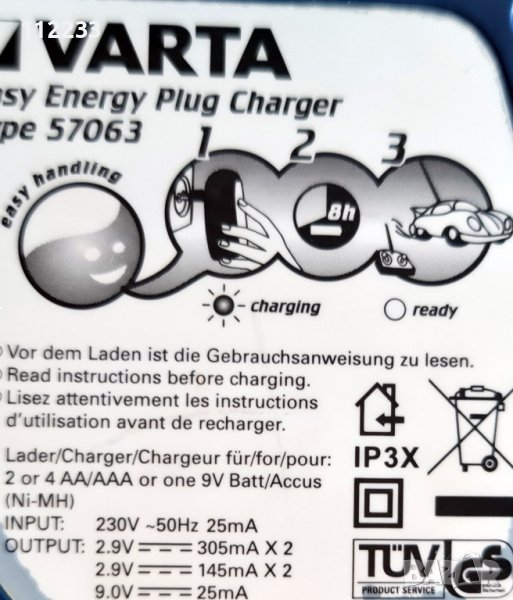 12233
VARTA
sy Energy Plug Charger
pe 57063
1 2 3
easy handling
8h
charging
ready
Vor dem Laden ist die Gebrauchsanweisung zu lesen.
Read instructions before charging.
Lisez attentivement les instructions
d'utilisation avant de recharger.
Lader/Charger/Chargeur für/for/pour:
2 or 4 AA/AAA or one 9V Batt/Accus
(Ni-MH)
IP3X
INPUT: 230V ~50Hz 25mA
OUTPUT: 2.9V 305mA X 2
2.9V 145mA X 2
9.0V 25mA
TÜV GS
PRODUCT SERVICE